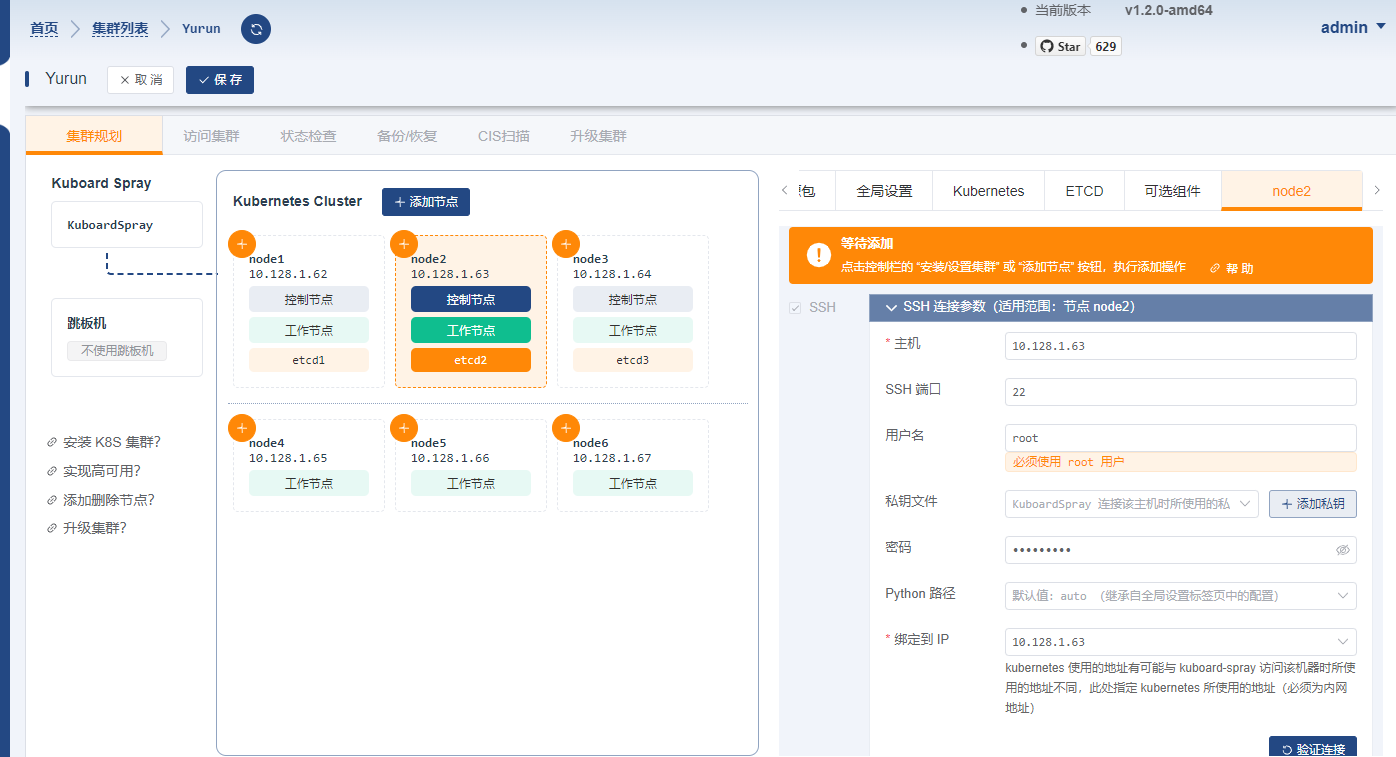 首页
集群列表
Yurun
当前版本 v1.2.0-amd64
Star 629
admin
Yurun
取 消
保 存
集群规划
访问集群
状态检查
备份/恢复
CIS扫描
升级集群
Kuboard Spray
KuboardSpray
跳板机
不使用跳板机
安装 K8S 集群?
实现高可用?
添加删除节点?
升级集群?
Kubernetes Cluster
添加节点
node1
10.128.1.62
控制节点
工作节点
etcd1
node2
10.128.1.63
控制节点
工作节点
etcd2
node3
10.128.1.64
控制节点
工作节点
etcd3
node4
10.128.1.65
工作节点
node5
10.128.1.66
工作节点
node6
10.128.1.67
工作节点
包
全局设置
Kubernetes
ETCD
可选组件
node2
等待添加
点击控制栏的 “安装/设置集群” 或 “添加节点” 按钮，执行添加操作
帮 助
SSH
SSH 连接参数（适用范围：节点 node2）
* 主机
10.128.1.63
SSH 端口
22
用户名
root
必须使用 root 用户
私钥文件
KuboardSpray 连接该主机时所使用的私
添加私钥
密码
•••••••••
Python 路径
默认值: auto （继承自全局设置标签页中的配置）
* 绑定到 IP
10.128.1.63
kubernetes 使用的地址有可能与 kuboard-spray 访问该机器时所使
用的地址不同，此处指定 kubernetes 所使用的地址（必须为内网
地址）
验证连接